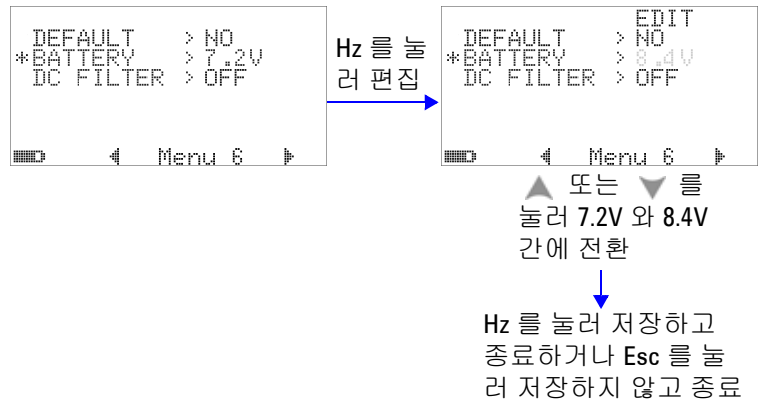 DEFAULT > NO
*BATTERY > 7.2V
DC FILTER > OFF
Menu 6
Hz 를 눌
러 편집
EDIT
DEFAULT > NO
*BATTERY > 8.4V
DC FILTER > OFF
Menu 6
또는 를
눌러 7.2V 와 8.4V
간에 전환
Hz 를 눌러 저장하고
종료하거나 Esc 를 눌
러 저장하지 않고 종료